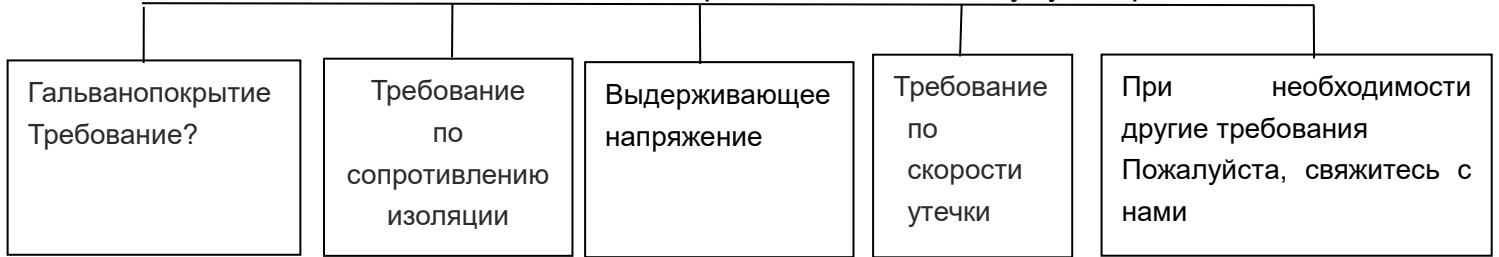 Гальванопокрытие
Требование?
Требование
по
сопротивлению
изоляции
Выдерживающее
напряжение
Требование
по
скорости
утечки
При необходимости
другие требования
Пожалуйста, свяжитесь с
нами